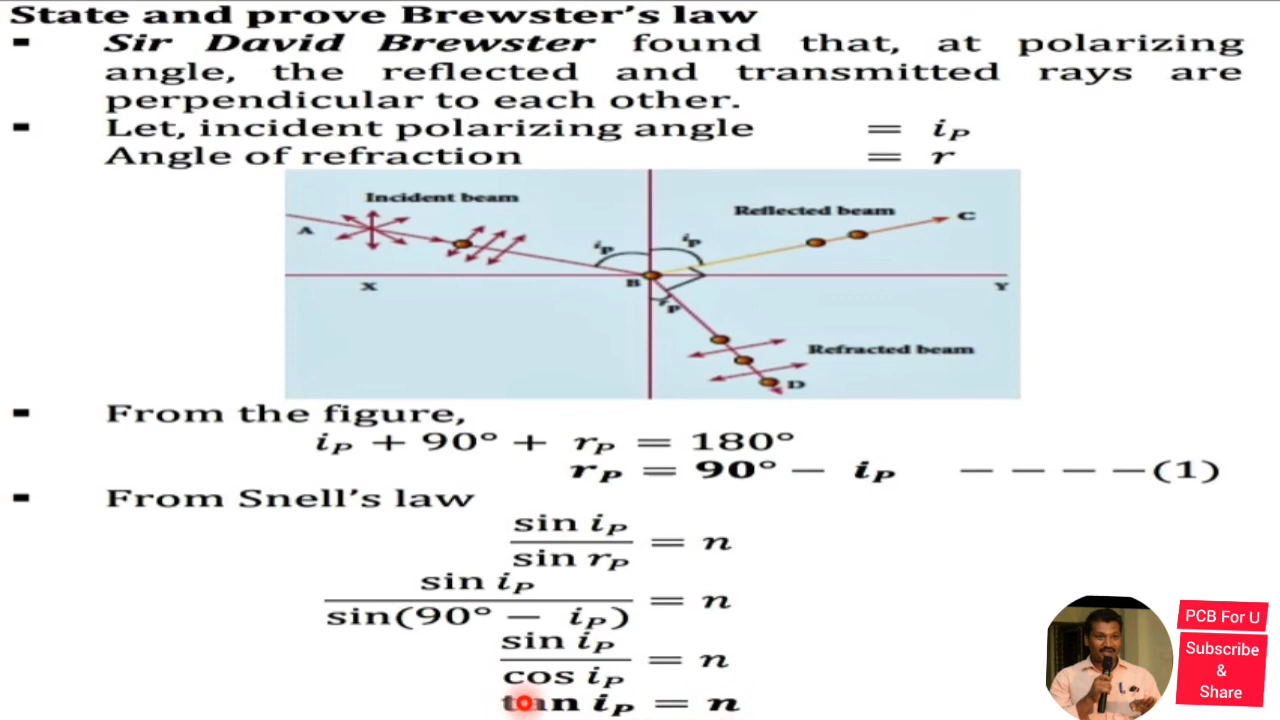 State and prove Brewster's law
▪ Sir David Brewster found that, at polarizing
angle, the reflected and transmitted rays are
perpendicular to each other.
▪ Let, incident polarizing angle = i_P
Angle of refraction = r
Incident beam
Reflected beam
C
A
i_P
i_P
X
B
Y
r_P
Refracted beam
D
▪ From the figure,
i_P + 90° + r_P = 180°
r_P = 90° − i_P − − − −(1)
▪ From Snell's law
sin i_P / sin r_P = n
sin i_P / sin(90° − i_P) = n
sin i_P / cos i_P = n
tan i_P = n
PCB For U
Subscribe
&
Share